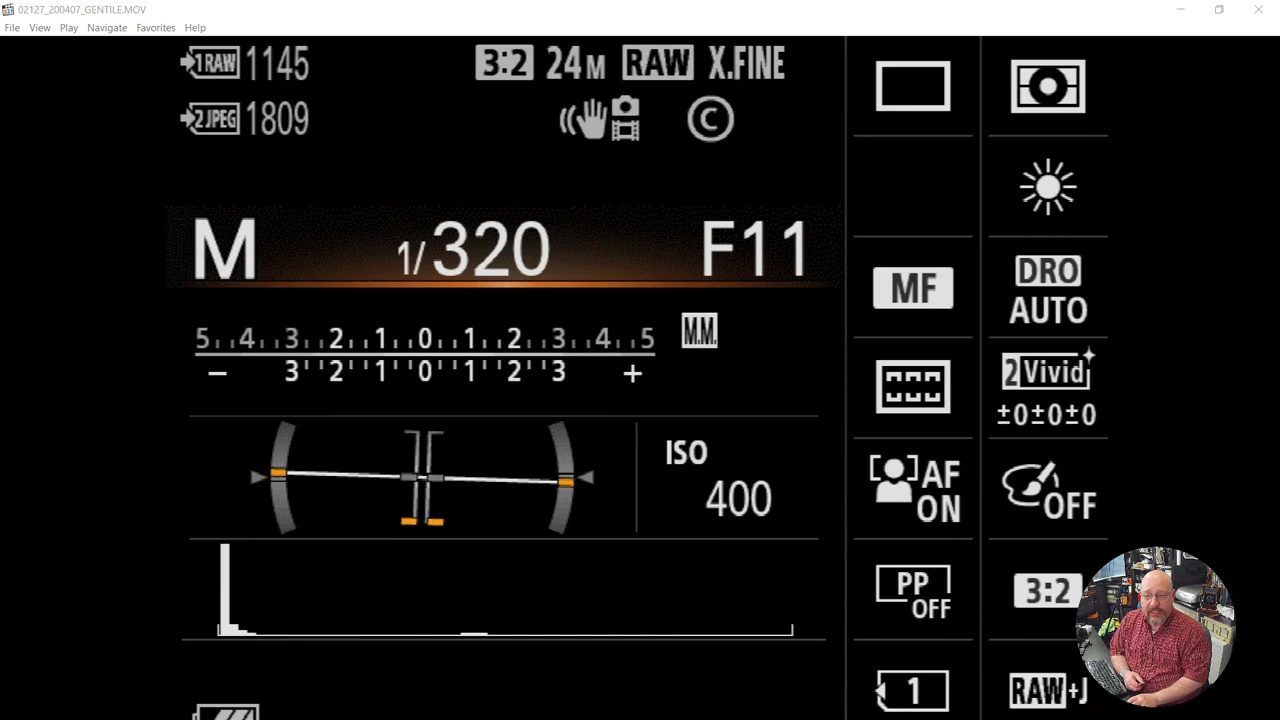 02127_200407_GENTILE.MOV
File View Play Navigate Favorites Help
1RAW 1145
3:2 24M RAW X.FINE
2JPEG 1809
C
M 1/320 F11
MF
DRO
AUTO
5 4 3 2 1 0 1 2 3 4 5
M.M.
− 3 2 1 0 1 2 3 +
2Vivid
±0±0±0
ISO
400
AF
ON
OFF
PP
OFF
3:2
1
RAW+J